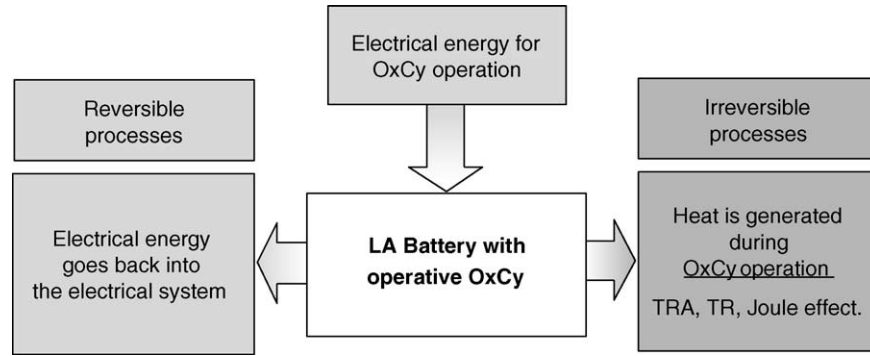 Electrical energy for
OxCy operation
Reversible
processes
Irreversible
processes
Electrical energy
goes back into
the electrical system
LA Battery with
operative OxCy
Heat is generated
during
OxCy operation
TRA, TR, Joule effect.